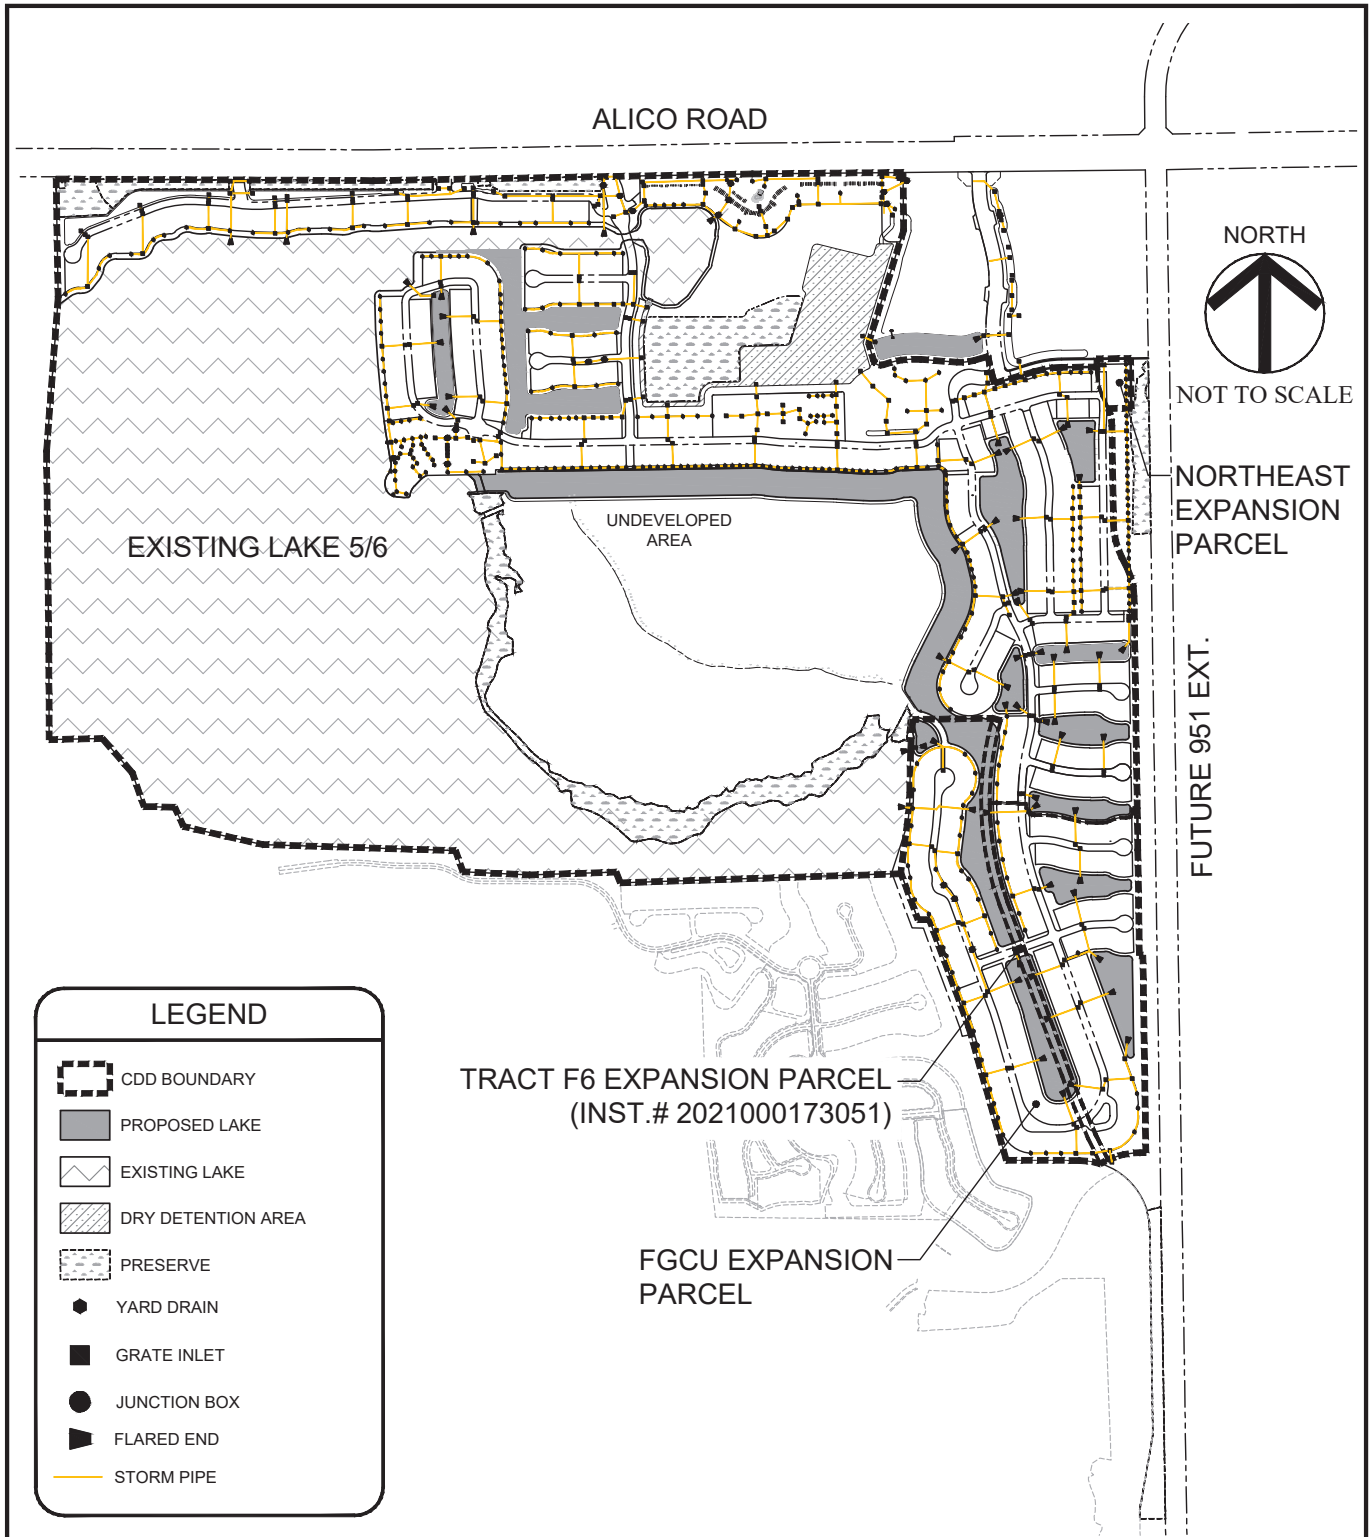 ALICO ROAD
NORTH
NOT TO SCALE
NORTHEAST
EXPANSION
PARCEL
UNDEVELOPED
AREA
EXISTING LAKE 5/6
FUTURE 951 EXT.
TRACT F6 EXPANSION PARCEL
(INST.# 2021000173051)
FGCU EXPANSION
PARCEL
LEGEND
CDD BOUNDARY
PROPOSED LAKE
EXISTING LAKE
DRY DETENTION AREA
PRESERVE
YARD DRAIN
GRATE INLET
JUNCTION BOX
FLARED END
STORM PIPE